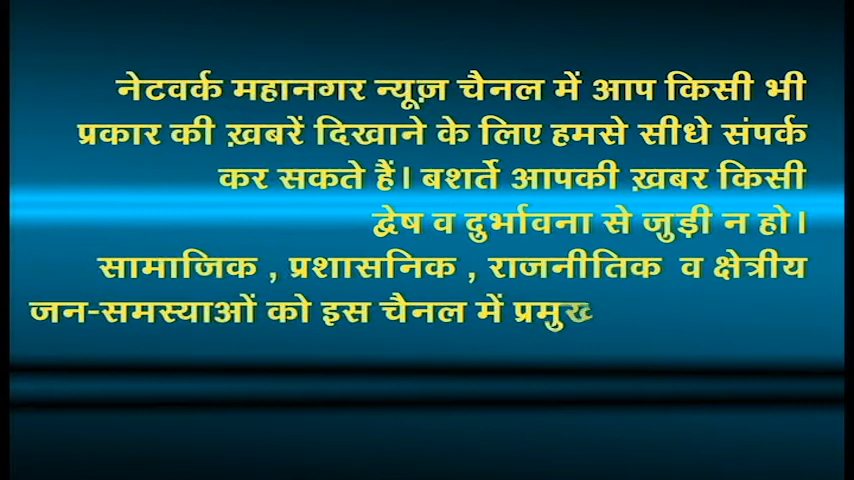 नेटवर्क महानगर न्यूज़ चैनल में आप किसी भी
प्रकार की ख़बरें दिखाने के लिए हमसे सीधे संपर्क
कर सकते हैं। बशर्ते आपकी ख़बर किसी
द्वेष व दुर्भावना से जुड़ी न हो।
सामाजिक , प्रशासनिक , राजनीतिक व क्षेत्रीय
जन-समस्याओं को इस चैनल में